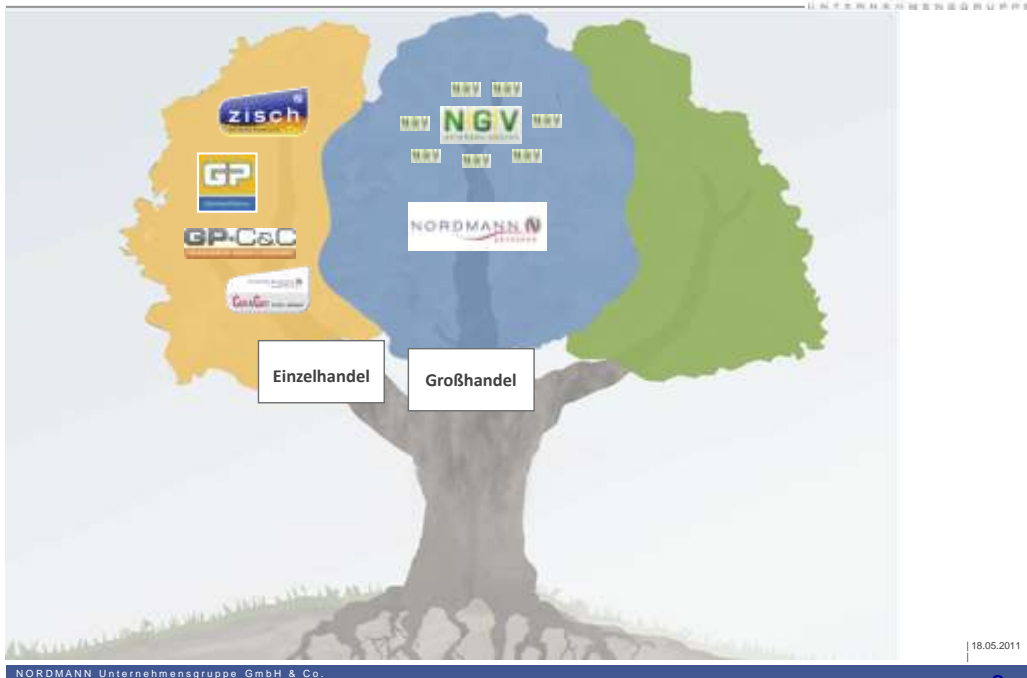 UNTERNEHMENSGRUPPE
zisch
NGV NGV
NGV NGV NGV
NGV NGV NGV
GP
NORDMANN
GP·C&C
Einzelhandel
Großhandel
| 18.05.2011
|
NORDMANN Unternehmensgruppe GmbH & Co.